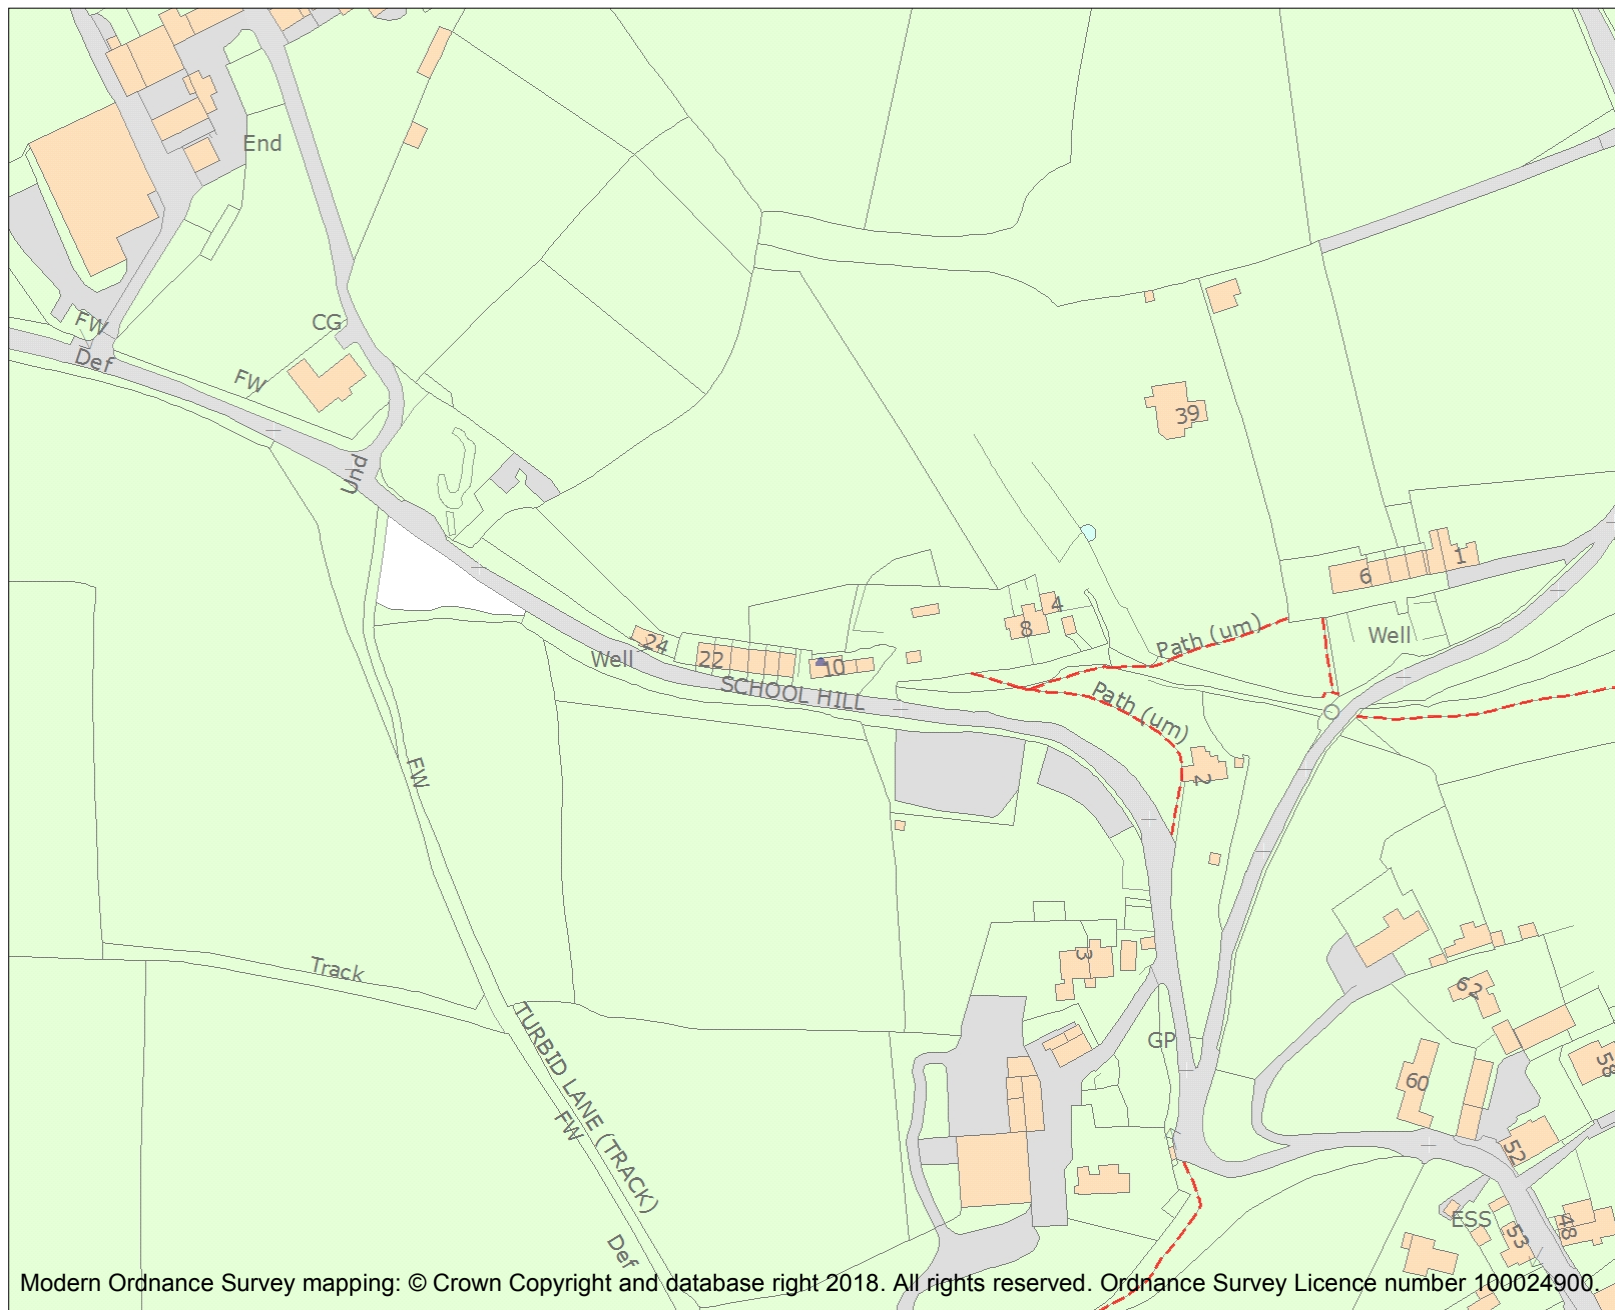 End
CG
FW
Def
FW
Und
39
1
6
4
8
Path (um)
Well
24
Well
22
10
SCHOOL HILL
Path (um)
2
FW
3
Track
62
TURBID LANE (TRACK)
GP
58
60
FW
52
ESS
48
53
Def
Modern Ordnance Survey mapping: © Crown Copyright and database right 2018. All rights reserved. Ordnance Survey Licence number 100024900.